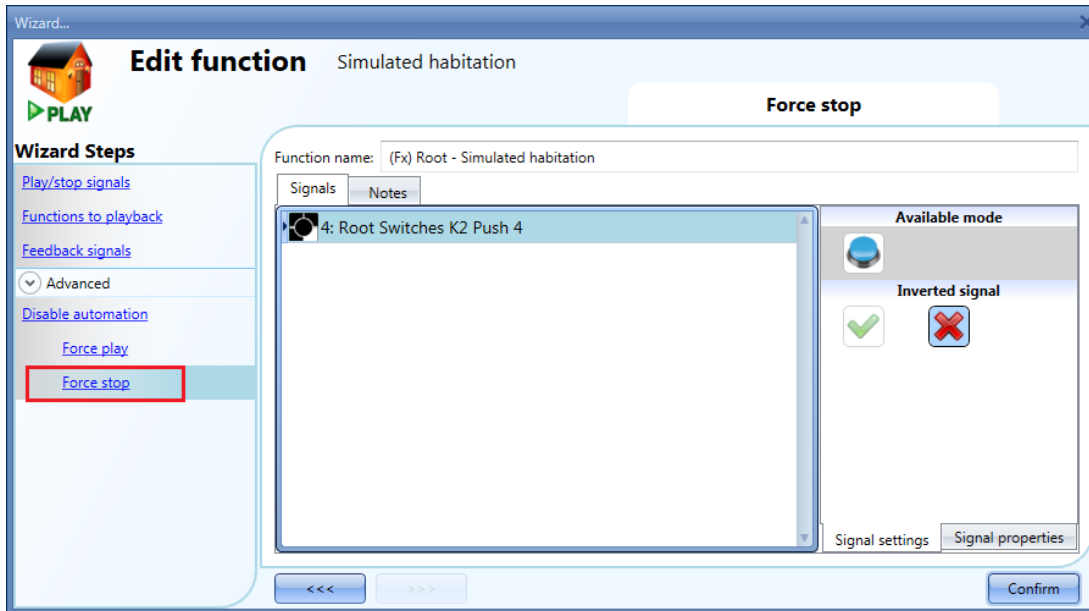 Wizard...
Edit function Simulated habitation
PLAY
Force stop
Wizard Steps
Play/stop signals
Functions to playback
Feedback signals
Advanced
Disable automation
Force play
Force stop
Function name: (Fx) Root - Simulated habitation
Signals Notes
4: Root Switches K2 Push 4
Available mode
Inverted signal
Signal settings Signal properties
<<< >>> Confirm